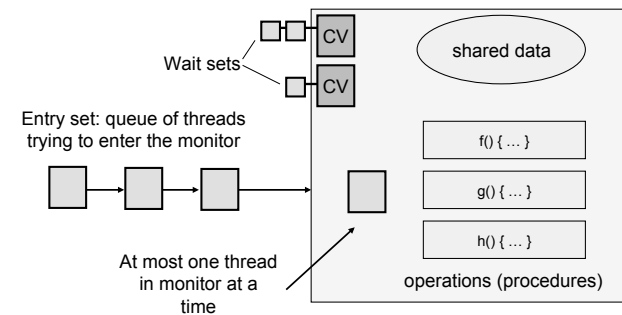 CV
shared data
Wait sets
CV
Entry set: queue of threads
trying to enter the monitor
f() { … }
g() { … }
h() { … }
At most one thread
in monitor at a
time
operations (procedures)